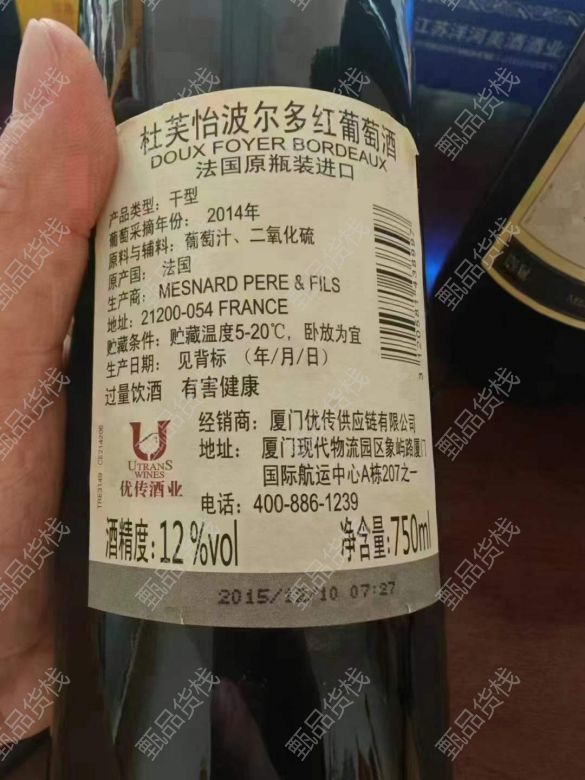 江苏洋河美酒酒业
杜芙怡波尔多红葡萄酒
DOUX FOYER BORDEAUX
法国原瓶装进口
产品类型：干型
葡萄采摘年份：2014年
原料与辅料：葡萄汁、二氧化硫
原产国：法国
生产商：MESNARD PERE & FILS
地址：21200-054 FRANCE
贮藏条件：贮藏温度5-20℃，卧放为宜
生产日期：见背标（年/月/日）
过量饮酒 有害健康
TRE3149 CE214206
UTRANS
WINES
优传酒业
经销商：厦门优传供应链有限公司
地址：厦门现代物流园区象屿路厦门
国际航运中心A栋207之一
电话：400-886-1239
酒精度：12%vol
净含量：750ml
2015/12/10 07:27
甄品货栈